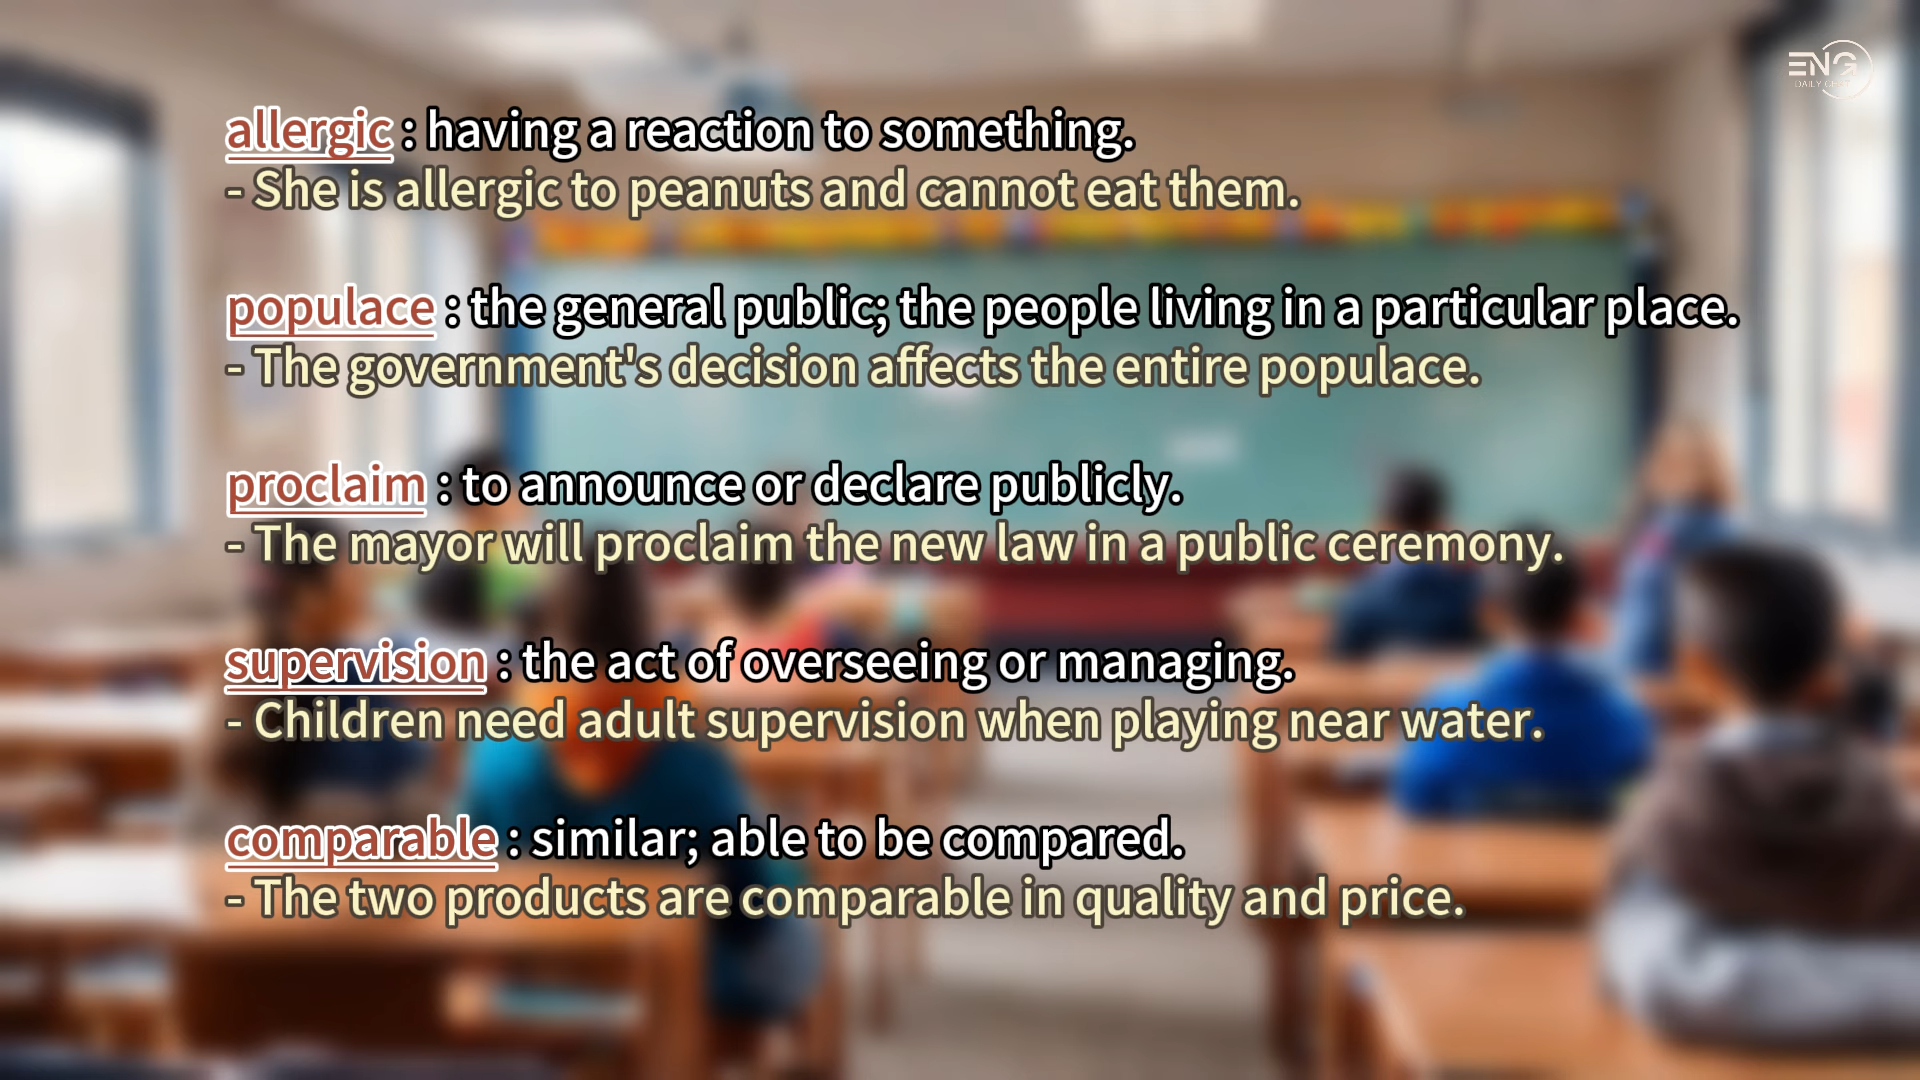 ENG
DAILY
allergic : having a reaction to something.
- She is allergic to peanuts and cannot eat them.
populace : the general public; the people living in a particular place.
- The government's decision affects the entire populace.
proclaim : to announce or declare publicly.
- The mayor will proclaim the new law in a public ceremony.
supervision : the act of overseeing or managing.
- Children need adult supervision when playing near water.
comparable : similar; able to be compared.
- The two products are comparable in quality and price.